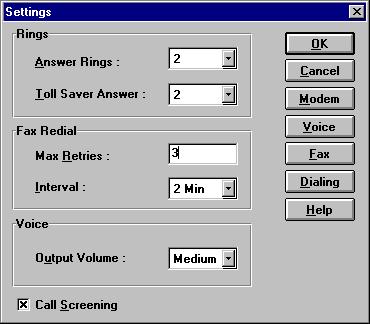 Settings
Rings
Answer Rings : 2
Toll Saver Answer : 2
Fax Redial
Max Retries : 3
Interval : 2 Min
Voice
Output Volume : Medium
Call Screening
OK
Cancel
Modem
Voice
Fax
Dialing
Help